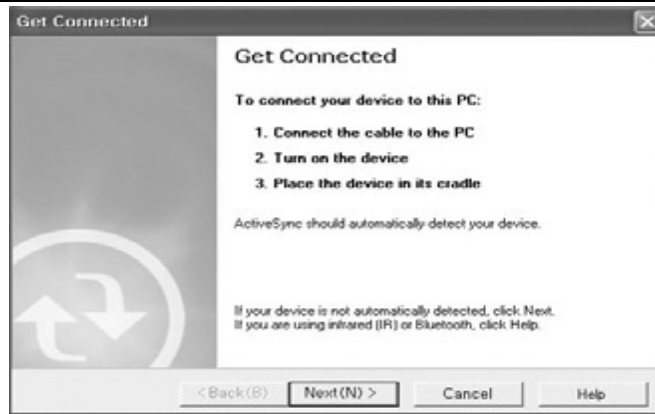 Get Connected
Get Connected
To connect your device to this PC:
1. Connect the cable to the PC
2. Turn on the device
3. Place the device in its cradle
ActiveSync should automatically detect your device.
If your device is not automatically detected, click Next.
If you are using infrared (IR) or Bluetooth, click Help.
<Back(B) Next(N) > Cancel Help